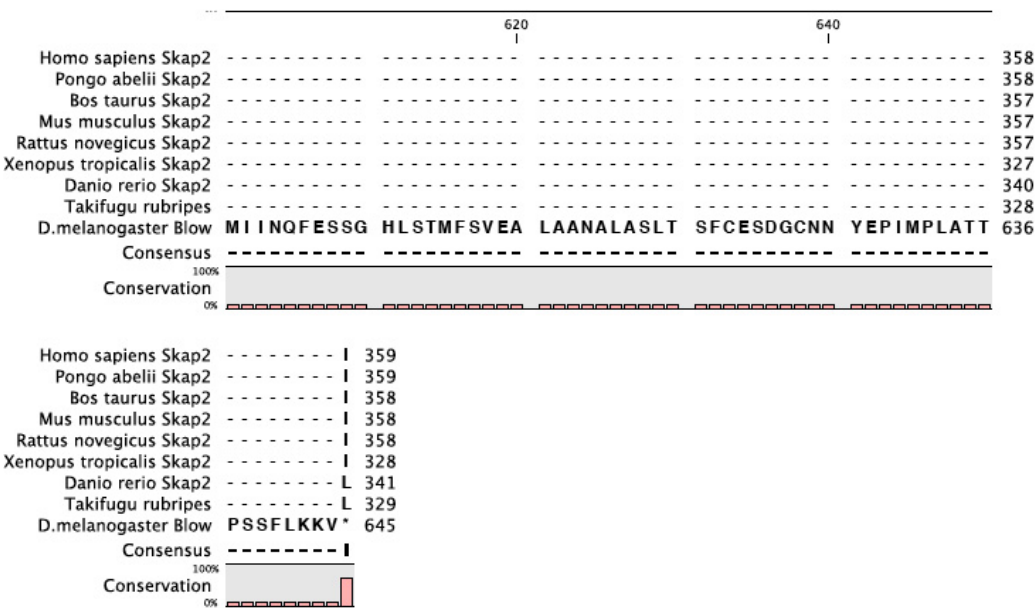 ...
620 640
Homo sapiens Skap2 - - - - - - - - - - - - - - - - - - - - - - - - - - - - - - - - - - - - - - - - - - - - - - - - - - 358
Pongo abelii Skap2 - - - - - - - - - - - - - - - - - - - - - - - - - - - - - - - - - - - - - - - - - - - - - - - - - - 358
Bos taurus Skap2 - - - - - - - - - - - - - - - - - - - - - - - - - - - - - - - - - - - - - - - - - - - - - - - - - - 357
Mus musculus Skap2 - - - - - - - - - - - - - - - - - - - - - - - - - - - - - - - - - - - - - - - - - - - - - - - - - - 357
Rattus novegicus Skap2 - - - - - - - - - - - - - - - - - - - - - - - - - - - - - - - - - - - - - - - - - - - - - - - - - - 357
Xenopus tropicalis Skap2 - - - - - - - - - - - - - - - - - - - - - - - - - - - - - - - - - - - - - - - - - - - - - - - - - - 327
Danio rerio Skap2 - - - - - - - - - - - - - - - - - - - - - - - - - - - - - - - - - - - - - - - - - - - - - - - - - - 340
Takifugu rubripes - - - - - - - - - - - - - - - - - - - - - - - - - - - - - - - - - - - - - - - - - - - - - - - - - - 328
D.melanogaster Blow MIINQFESSG HLSTMFSVEA LAANALASLT SFCESDGCNN YEPIMPLATT 636
Consensus - - - - - - - - - - - - - - - - - - - - - - - - - - - - - - - - - - - - - - - - - - - - - - - - - -
100%
Conservation
0%
Homo sapiens Skap2 - - - - - - - - I 359
Pongo abelii Skap2 - - - - - - - - I 359
Bos taurus Skap2 - - - - - - - - I 358
Mus musculus Skap2 - - - - - - - - I 358
Rattus novegicus Skap2 - - - - - - - - I 358
Xenopus tropicalis Skap2 - - - - - - - - I 328
Danio rerio Skap2 - - - - - - - - L 341
Takifugu rubripes - - - - - - - - L 329
D.melanogaster Blow PSSFLKKV* 645
Consensus - - - - - - - - I
100%
Conservation
0%